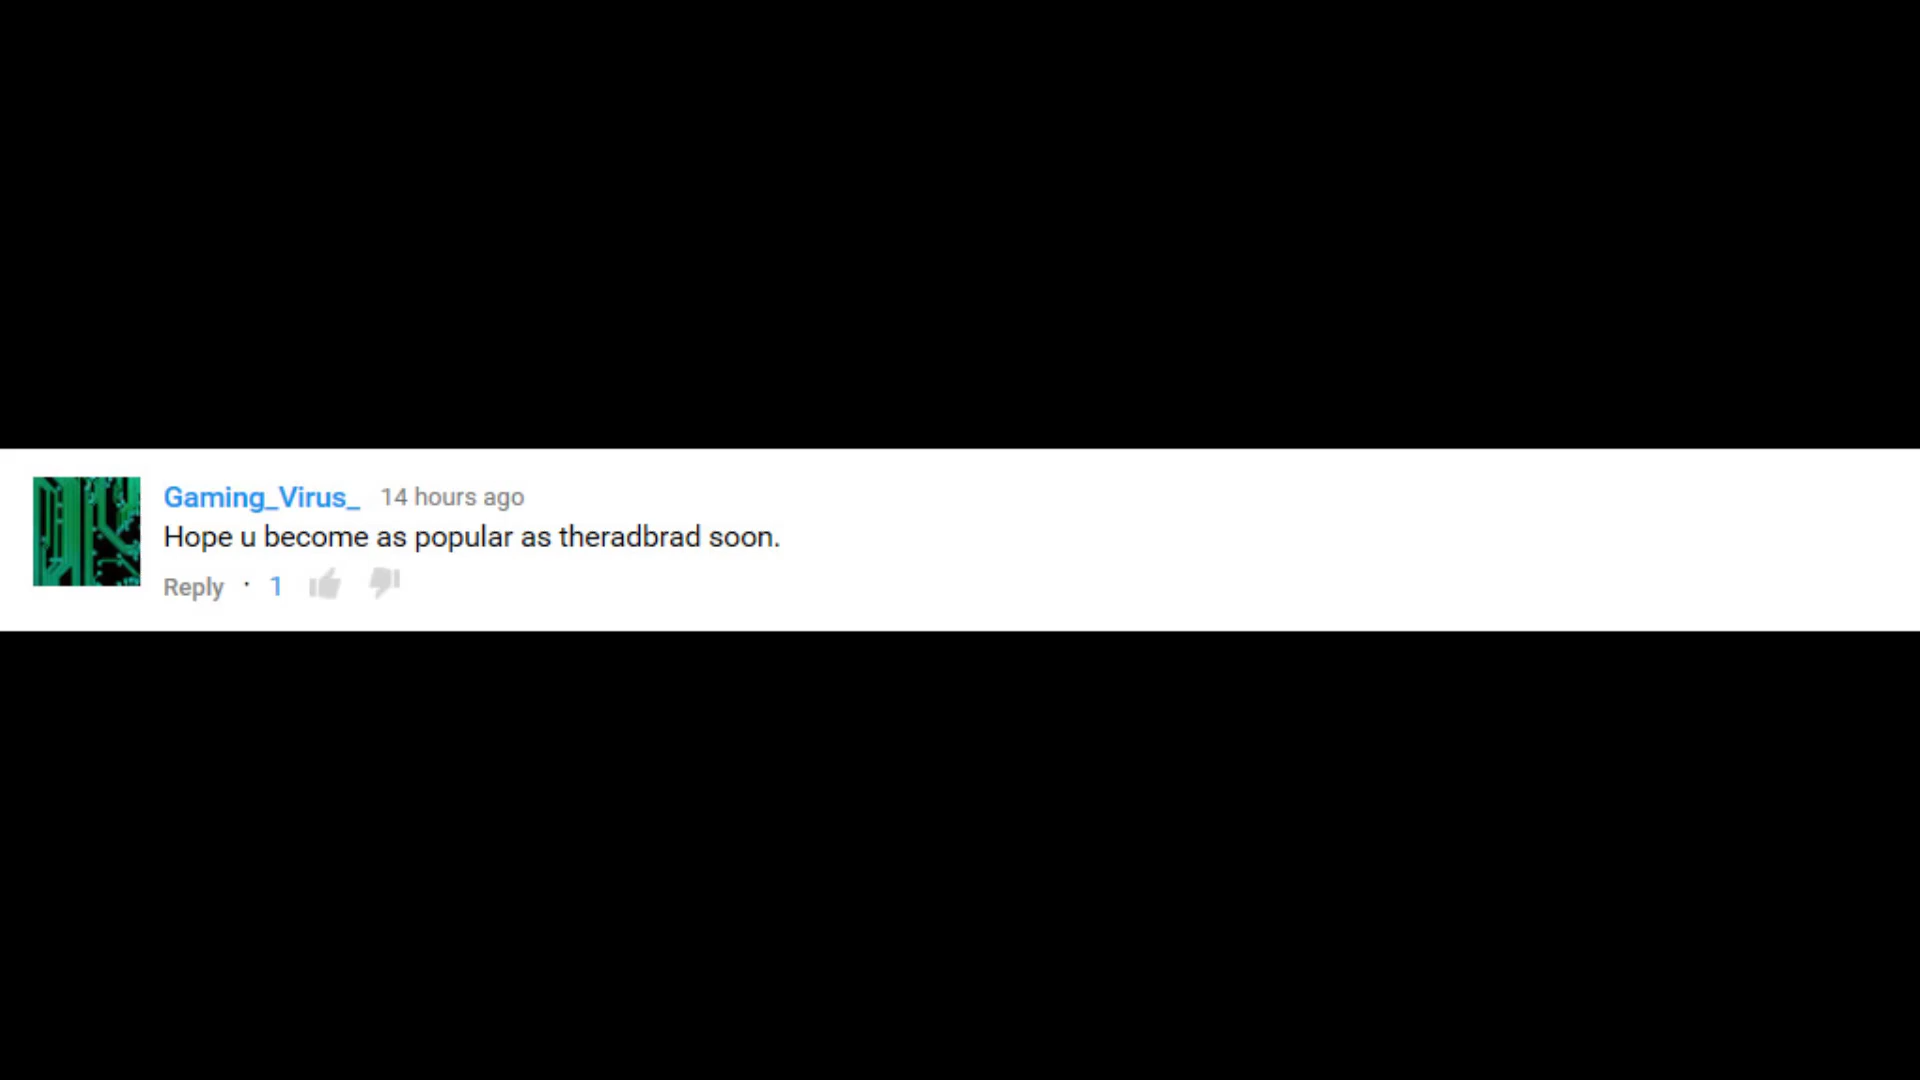 Gaming_Virus_ 14 hours ago
Hope u become as popular as theradbrad soon.
Reply · 1